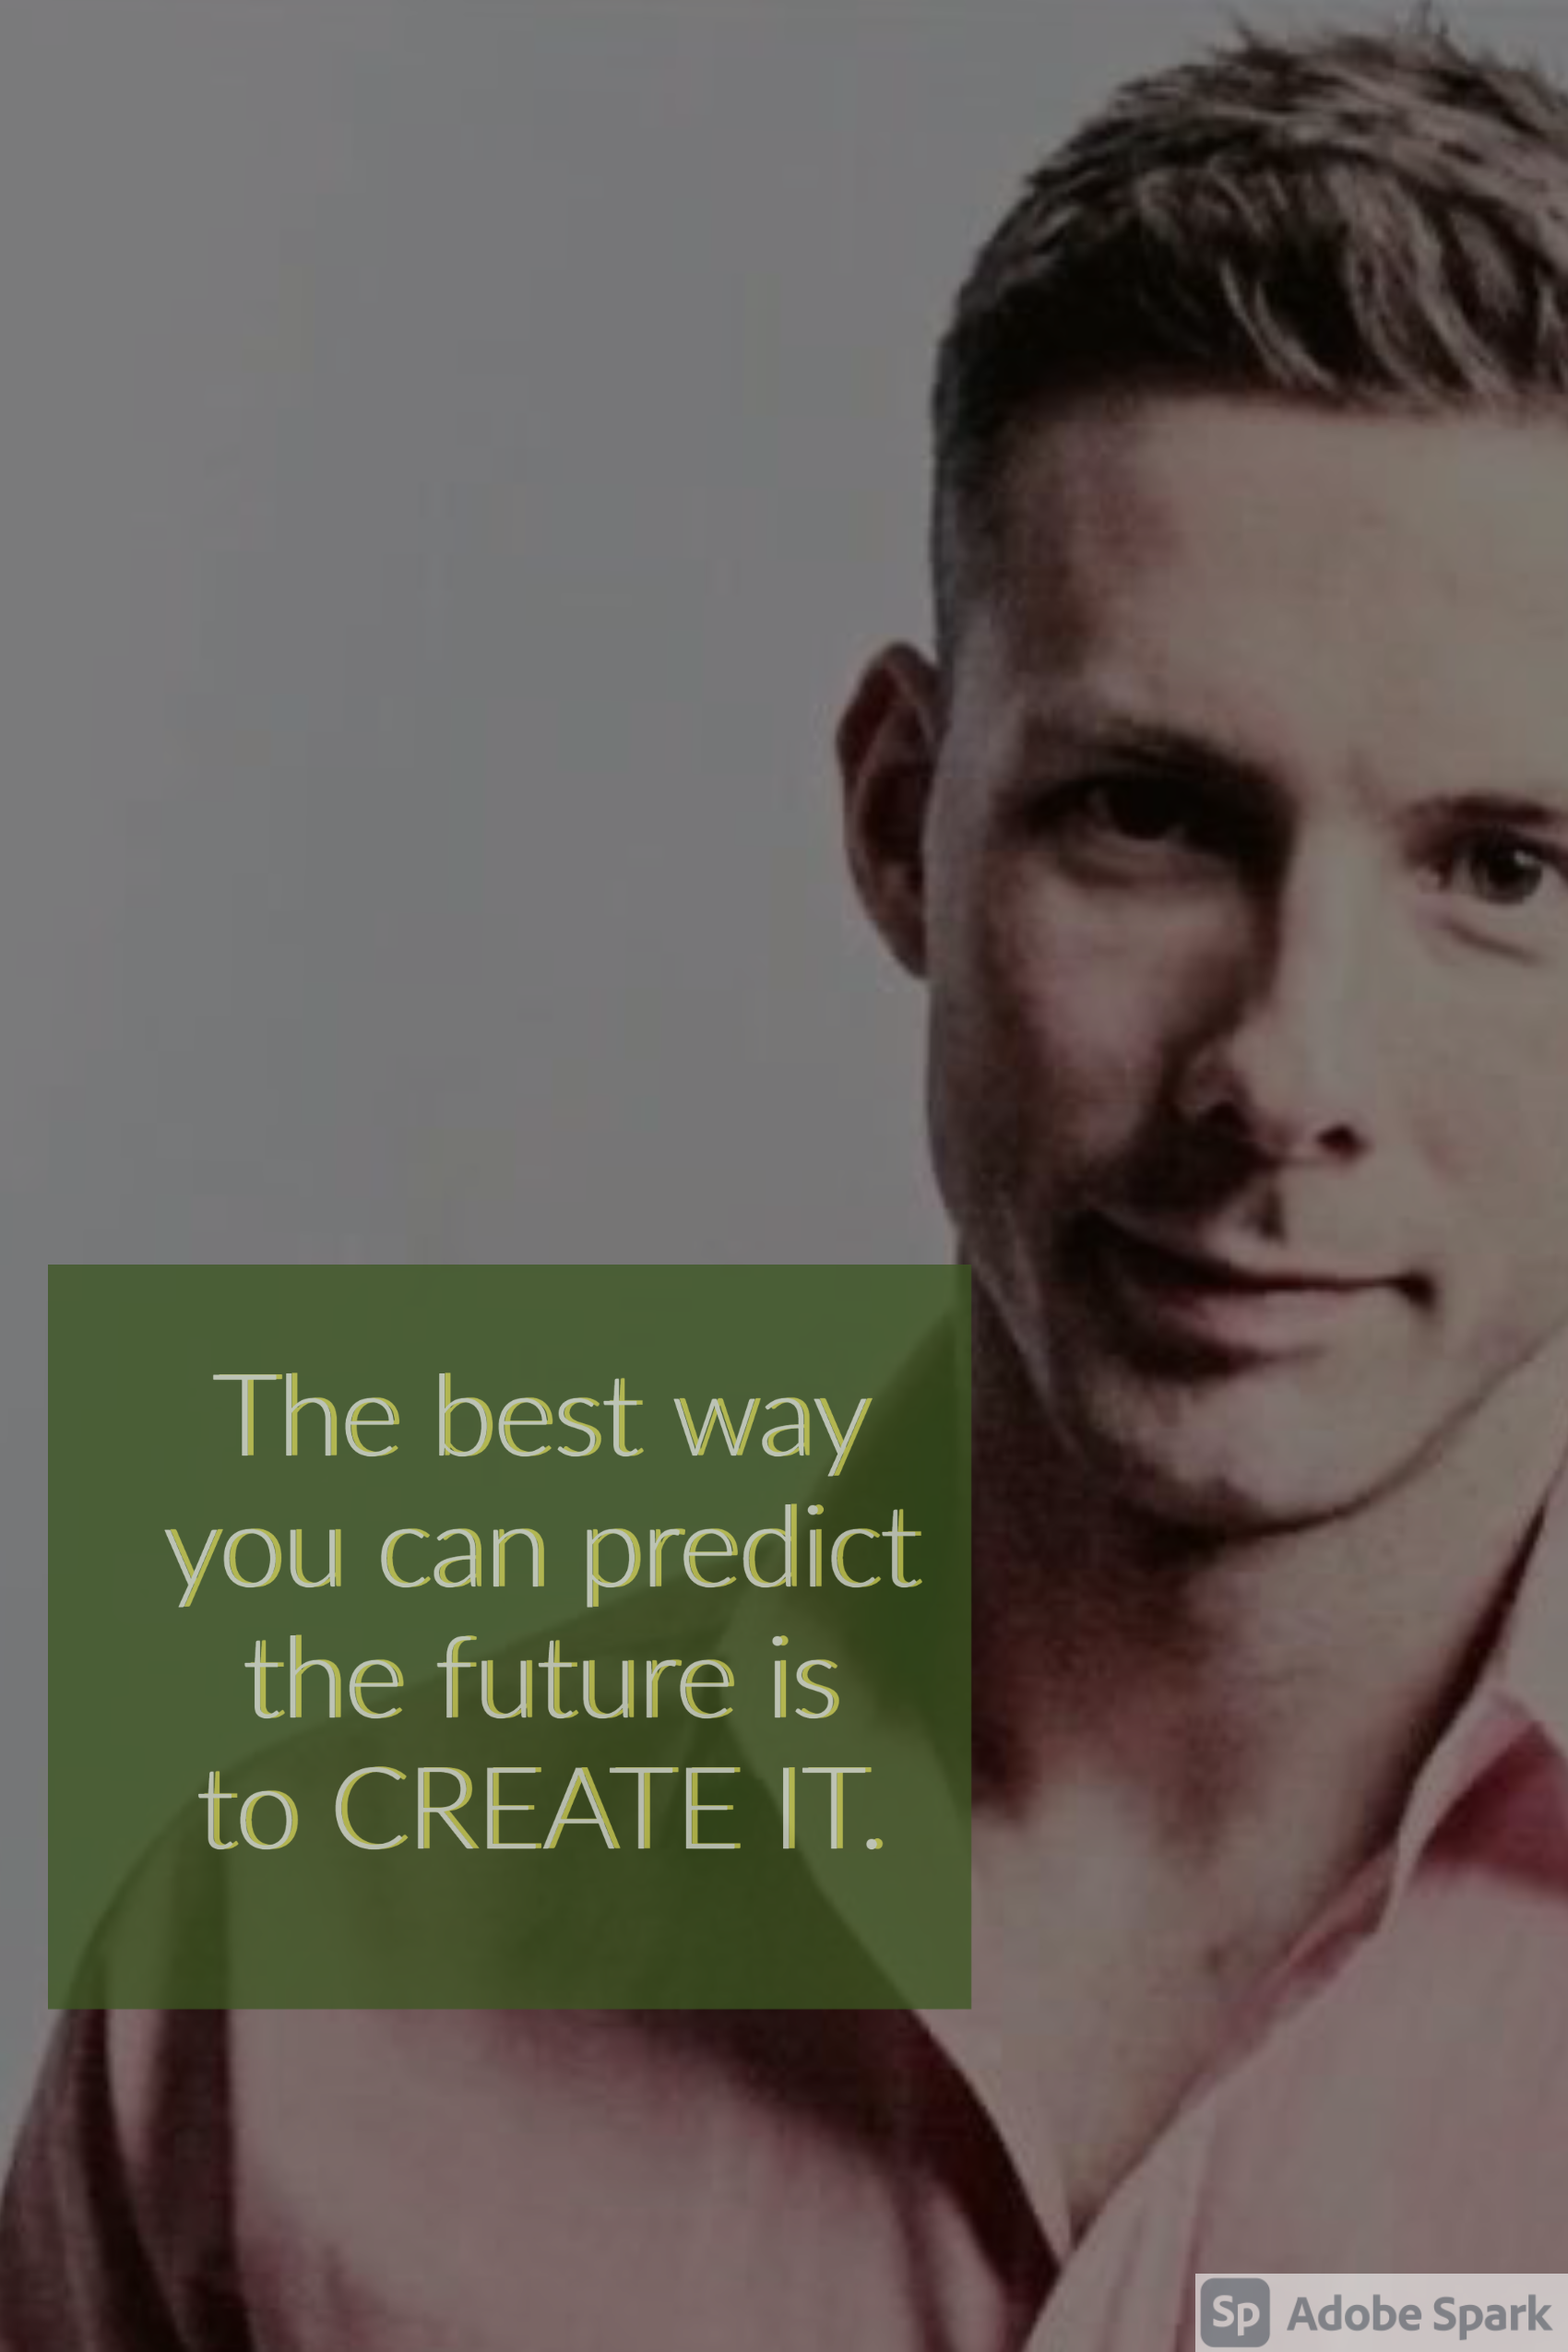 The best way
you can predict
the future is
to CREATE IT.
Sp Adobe Spark